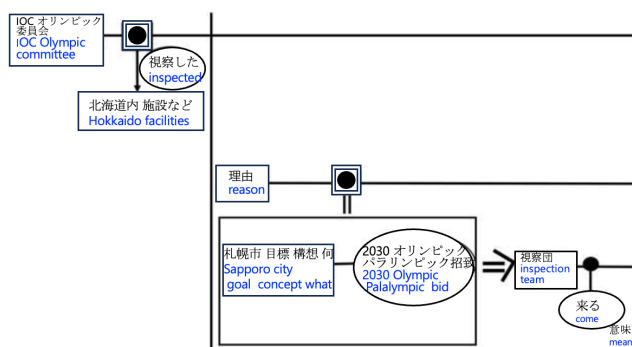 IOC オリンピック
委員会
IOC Olympic
committee
視察した
inspected
北海道内 施設など
Hokkaido facilities
理由
reason
札幌市 目標 構想 何
Sapporo city
goal concept what
2030 オリンピック
パラリンピック招致
2030 Olympic
Palalympic bid
視察団
inspection
team
来る
come
意味
mean